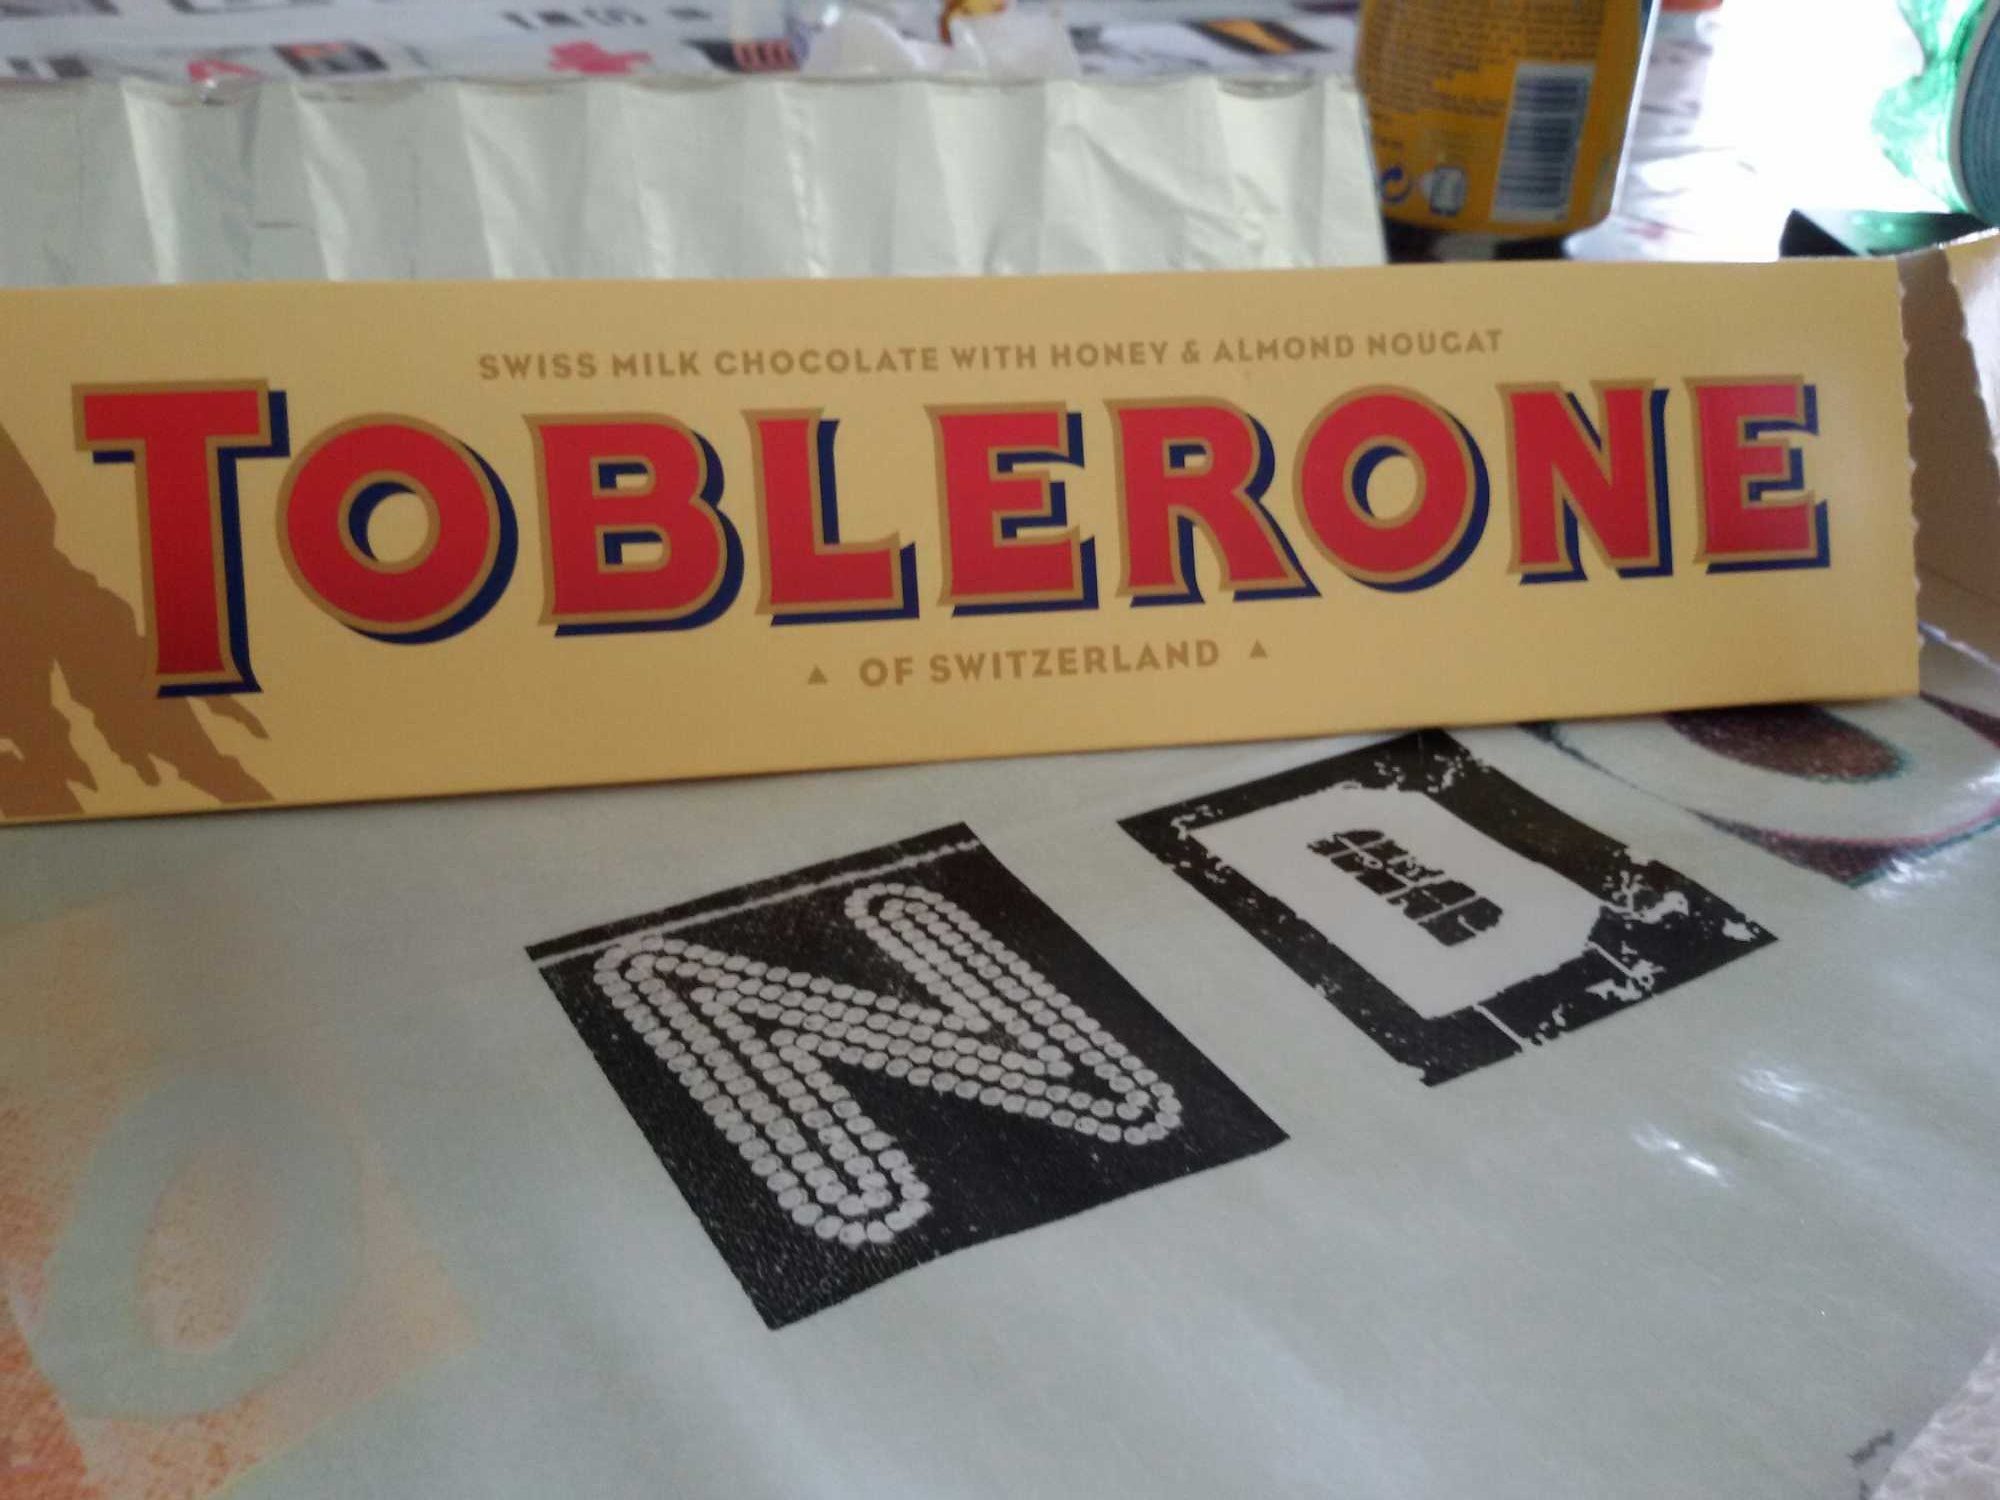 SWISS MILK CHOCOLATE WITH HONEY & ALMOND NOUGAT
TOBLERONE
OF SWITZERLAND
N